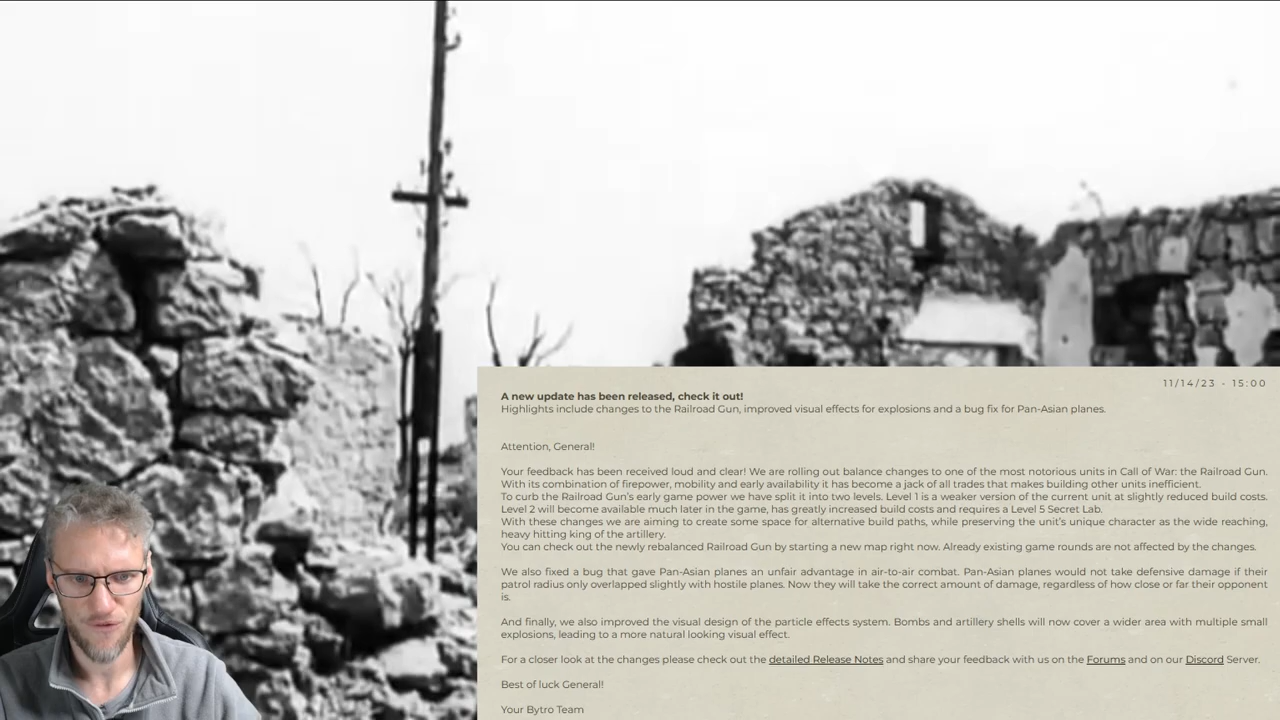 11/14/23 - 15:00
A new update has been released, check it out!
Highlights include changes to the Railroad Gun, improved visual effects for explosions and a bug fix for Pan-Asian planes.
Attention, General!
Your feedback has been received loud and clear! We are rolling out balance changes to one of the most notorious units in Call of War: the Railroad Gun.
With its combination of firepower, mobility and early availability it has become a jack of all trades that makes building other units inefficient.
To curb the Railroad Gun's early game power we have split it into two levels. Level 1 is a weaker version of the current unit at slightly reduced build costs.
Level 2 will become available much later in the game, has greatly increased build costs and requires a Level 5 Secret Lab.
With these changes we are aiming to create some space for alternative build paths, while preserving the unit's unique character as the wide reaching,
heavy hitting king of the artillery.
You can check out the newly rebalanced Railroad Gun by starting a new map right now. Already existing game rounds are not affected by the changes.
We also fixed a bug that gave Pan-Asian planes an unfair advantage in air-to-air combat. Pan-Asian planes would not take defensive damage if their
patrol radius only overlapped slightly with hostile planes. Now they will take the correct amount of damage, regardless of how close or far their opponent
is.
And finally, we also improved the visual design of the particle effects system. Bombs and artillery shells will now cover a wider area with multiple small
explosions, leading to a more natural looking visual effect.
For a closer look at the changes please check out the detailed Release Notes and share your feedback with us on the Forums and on our Discord Server.
Best of luck General!
Your Bytro Team